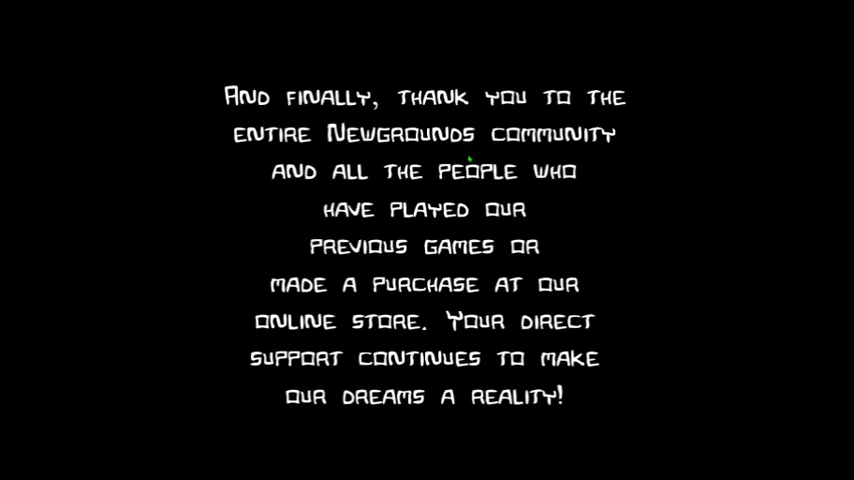 And finally, thank you to the
entire Newgrounds community
and all the people who
have played our
previous games or
made a purchase at our
online store. Your direct
support continues to make
our dreams a reality!